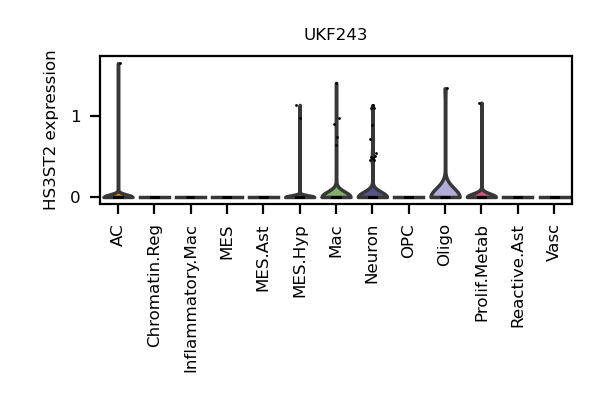 UKF243
HS3ST2 expression
1
0
AC
Chromatin.Reg
Inflammatory.Mac
MES
MES.Ast
MES.Hyp
Mac
Neuron
OPC
Oligo
Prolif.Metab
Reactive.Ast
Vasc